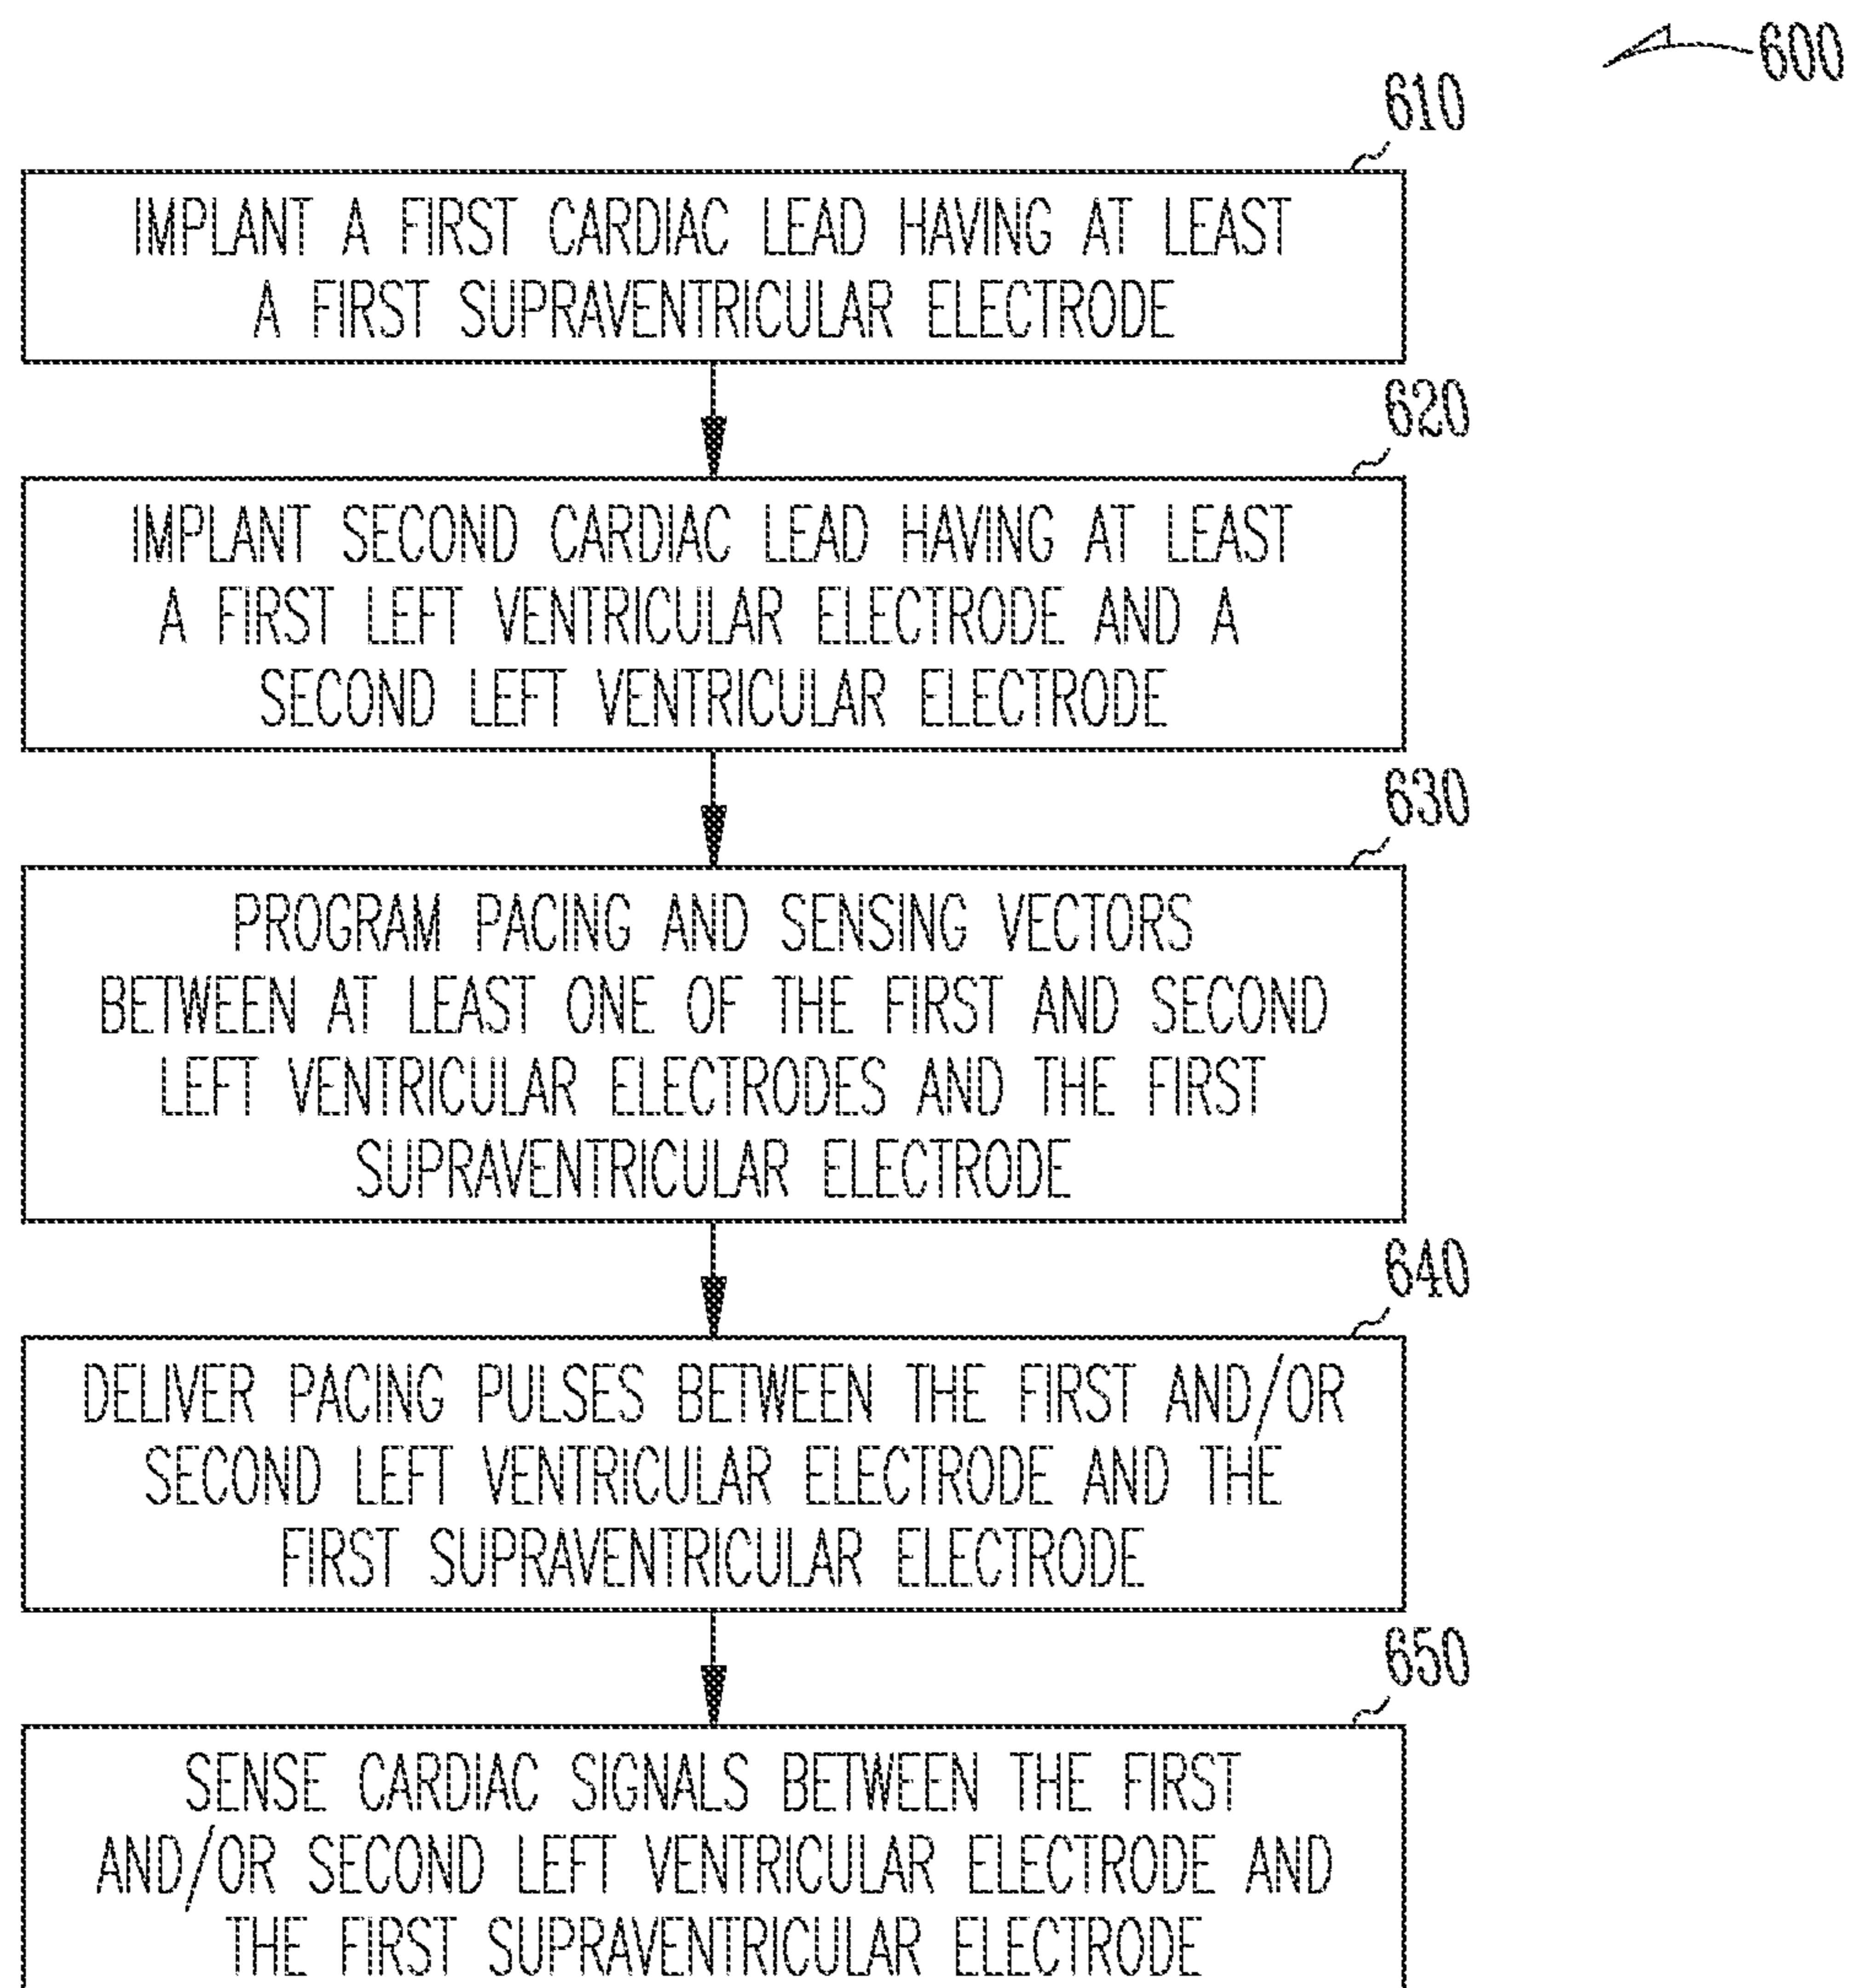 600
610
IMPLANT A FIRST CARDIAC LEAD HAVING AT LEAST
A FIRST SUPRAVENTRICULAR ELECTRODE
620
IMPLANT SECOND CARDIAC LEAD HAVING AT LEAST
A FIRST LEFT VENTRICULAR ELECTRODE AND A
SECOND LEFT VENTRICULAR ELECTRODE
630
PROGRAM PACING AND SENSING VECTORS
BETWEEN AT LEAST ONE OF THE FIRST AND SECOND
LEFT VENTRICULAR ELECTRODES AND THE FIRST
SUPRAVENTRICULAR ELECTRODE
640
DELIVER PACING PULSES BETWEEN THE FIRST AND/OR
SECOND LEFT VENTRICULAR ELECTRODE AND THE
FIRST SUPRAVENTRICULAR ELECTRODE
650
SENSE CARDIAC SIGNALS BETWEEN THE FIRST
AND/OR SECOND LEFT VENTRICULAR ELECTRODE AND
THE FIRST SUPRAVENTRICULAR ELECTRODE